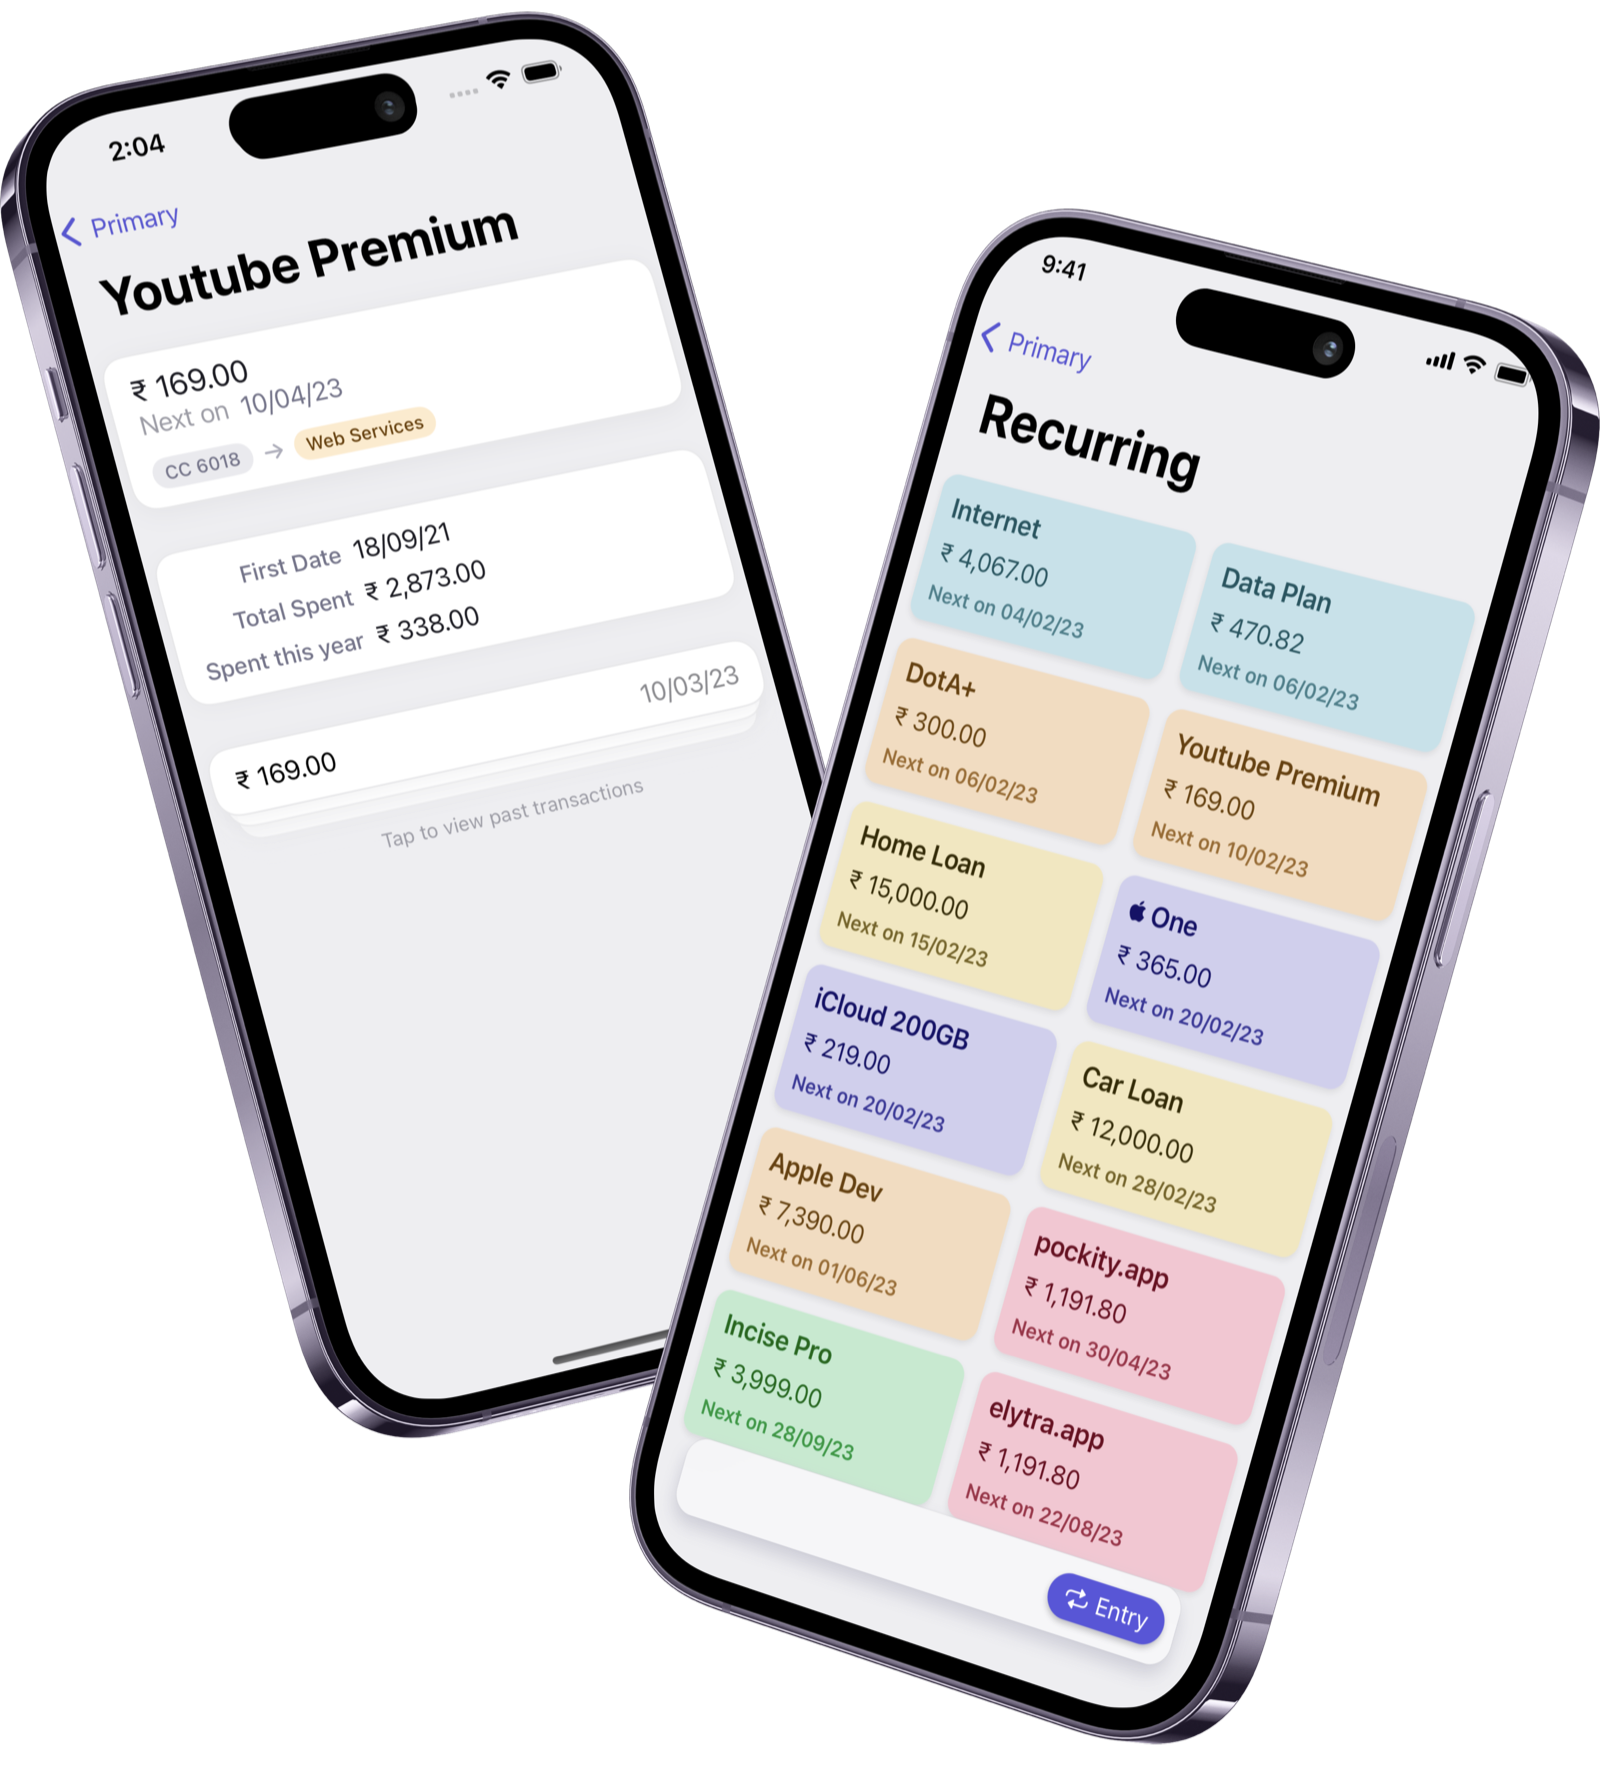 2:04
Primary
Youtube Premium
₹ 169.00
Next on 10/04/23
CC 6018 → Web Services
First Date 18/09/21
Total Spent ₹ 2,873.00
Spent this year ₹ 338.00
10/03/23
₹ 169.00
Tap to view past transactions
9:41
Primary
Recurring
Internet
₹ 4,067.00
Next on 04/02/23
Data Plan
₹ 470.82
Next on 06/02/23
DotA+
₹ 300.00
Next on 06/02/23
Youtube Premium
₹ 169.00
Next on 10/02/23
Home Loan
₹ 15,000.00
Next on 15/02/23
One
₹ 365.00
Next on 20/02/23
iCloud 200GB
₹ 219.00
Next on 20/02/23
Car Loan
₹ 12,000.00
Next on 28/02/23
Apple Dev
₹ 7,390.00
Next on 01/06/23
pockity.app
₹ 1,191.80
Next on 30/04/23
Incise Pro
₹ 3,999.00
Next on 28/09/23
elytra.app
₹ 1,191.80
Next on 22/08/23
Entry